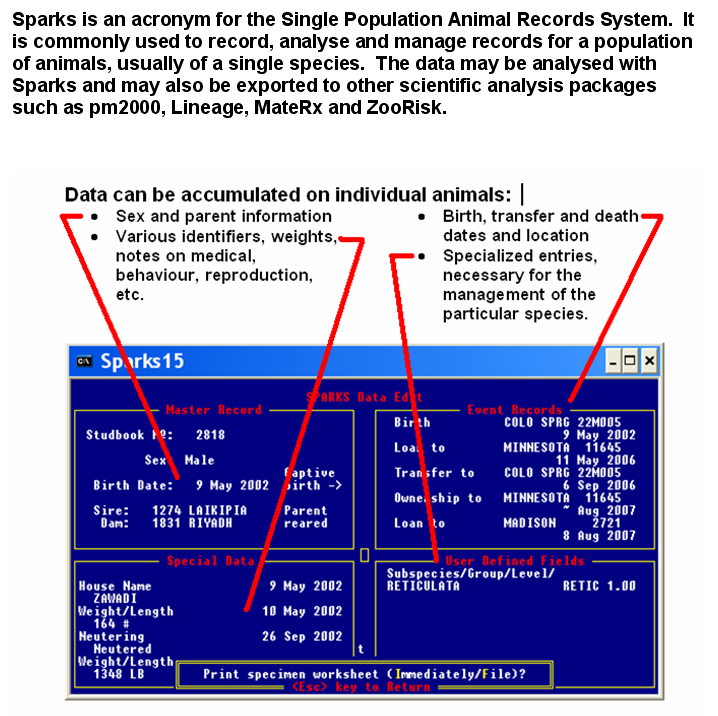 Sparks is an acronym for the Single Population Animal Records System. It
is commonly used to record, analyse and manage records for a population
of animals, usually of a single species. The data may be analysed with
Sparks and may also be exported to other scientific analysis packages
such as pm2000, Lineage, MateRx and ZooRisk.
Data can be accumulated on individual animals:
• Sex and parent information
• Various identifiers, weights,
notes on medical,
behaviour, reproduction,
etc.
• Birth, transfer and death
dates and location
• Specialized entries,
necessary for the
management of the
particular species.
Sparks15
SPARKS Data Edit
Master Record
Studbook Nº: 2818
Sex: Male
Captive
Birth Date: 9 May 2002 birth ->
Sire: 1274 LAIKIPIA Parent
Dam: 1831 RIYADH reared
Event Records
Birth COLO SPRG 22M005
9 May 2002
Loan to MINNESOTA 11645
11 May 2006
Transfer to COLO SPRG 22M005
6 Sep 2006
Ownership to MINNESOTA 11645
~ Aug 2007
Loan to MADISON 2721
8 Aug 2007
Special Data
House Name 9 May 2002
ZAWADI
Weight/Length 10 May 2002
164 #
Neutering 26 Sep 2002
Neutered
Weight/Length
1348 LB
t
User Defined Fields
Subspecies/Group/Level/
RETICULATA RETIC 1.00
Print specimen worksheet (Immediately/File)?
<Esc> key to Return